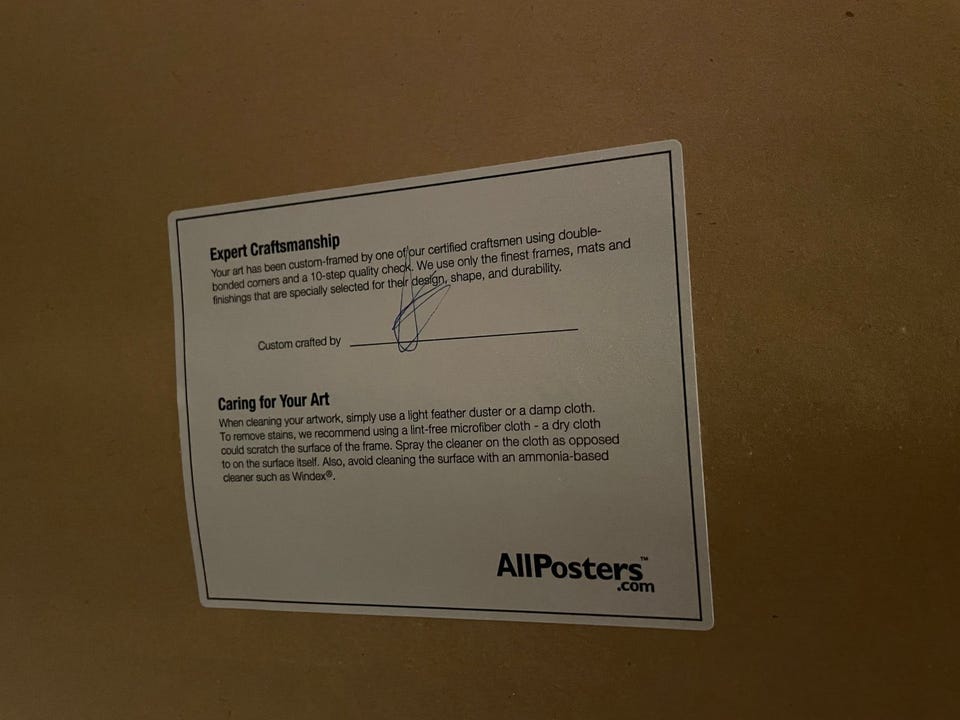 Expert Craftsmanship
Your art has been custom-framed by one of our certified craftsmen using double-
bonded corners and a 10-step quality check. We use only the finest frames, mats and
finishings that are specially selected for their design, shape, and durability.
Custom crafted by
Caring for Your Art
When cleaning your artwork, simply use a light feather duster or a damp cloth.
To remove stains, we recommend using a lint-free microfiber cloth - a dry cloth
could scratch the surface of the frame. Spray the cleaner on the cloth as opposed
to on the surface itself. Also, avoid cleaning the surface with an ammonia-based
cleaner such as Windex®.
AllPosters™
.com